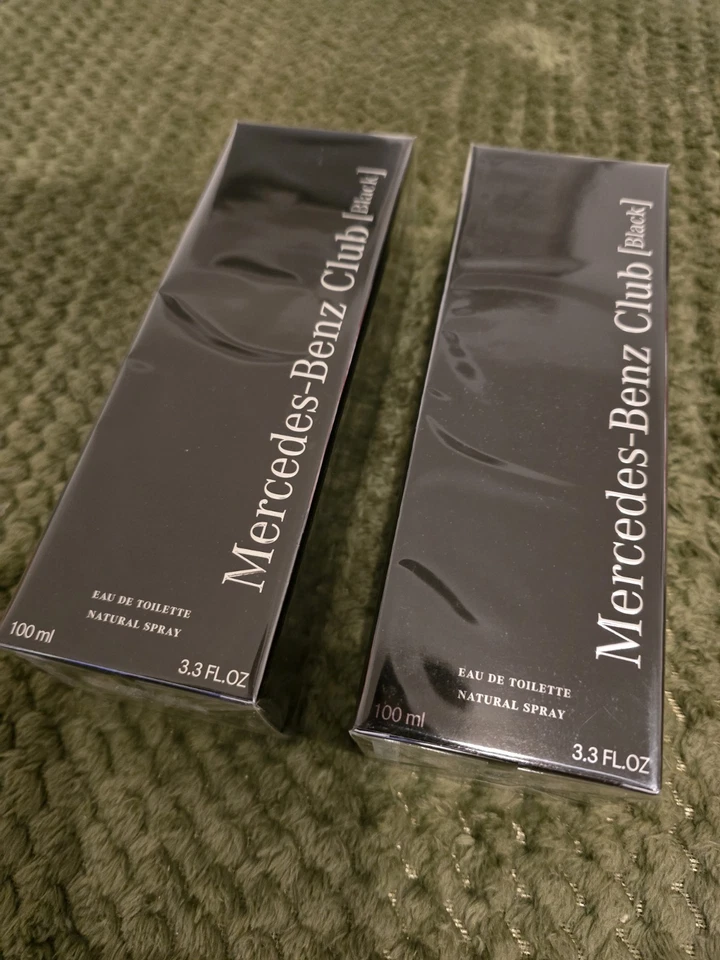 Mercedes-Benz Club [Black]
EAU DE TOILETTE
NATURAL SPRAY
100 ml
3.3 FL.OZ
Mercedes-Benz Club [Black]
EAU DE TOILETTE
NATURAL SPRAY
100 ml
3.3 FL.OZ